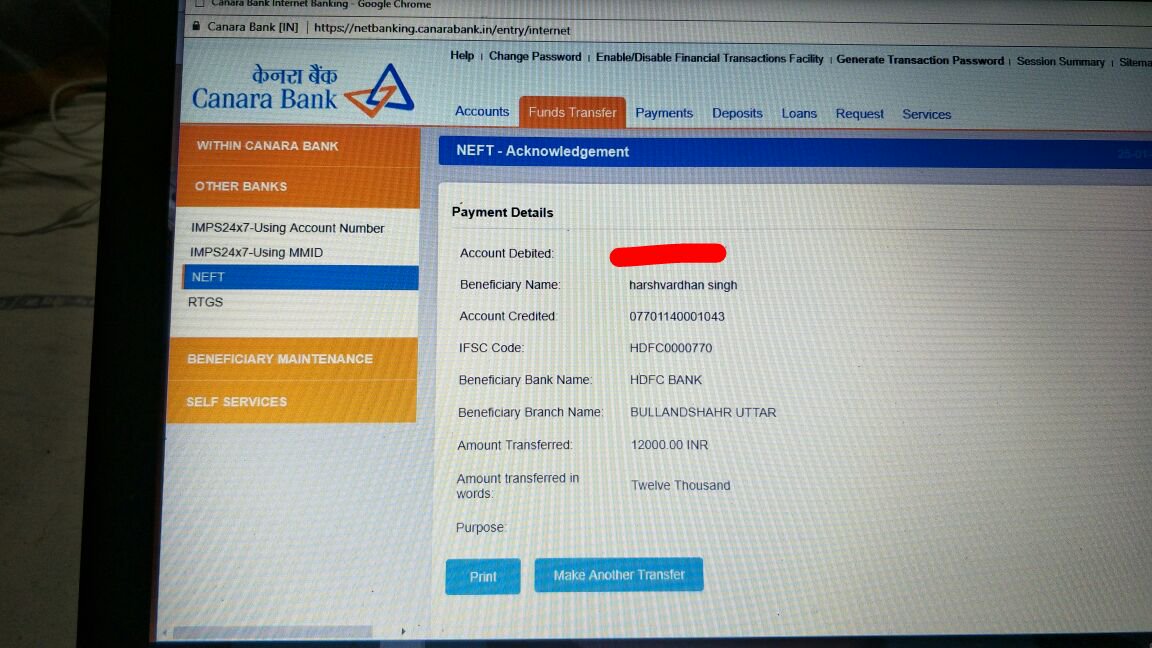 Canara Bank Internet Banking - Google Chrome
Canara Bank [IN] | https://netbanking.canarabank.in/entry/internet
Help | Change Password | Enable/Disable Financial Transactions Facility | Generate Transaction Password | Session Summary |
केनरा बैंक
Canara Bank
Accounts Funds Transfer Payments Deposits Loans Request Services
WITHIN CANARA BANK
OTHER BANKS
IMPS24x7-Using Account Number
IMPS24x7-Using MMID
NEFT
RTGS
BENEFICIARY MAINTENANCE
SELF SERVICES
NEFT - Acknowledgement
Payment Details
Account Debited:
Beneficiary Name: harshvardhan singh
Account Credited: 07701140001043
IFSC Code: HDFC0000770
Beneficiary Bank Name: HDFC BANK
Beneficiary Branch Name: BULLANDSHAHR UTTAR
Amount Transferred: 12000.00 INR
Amount transferred in
words: Twelve Thousand
Purpose:
Print Make Another Transfer